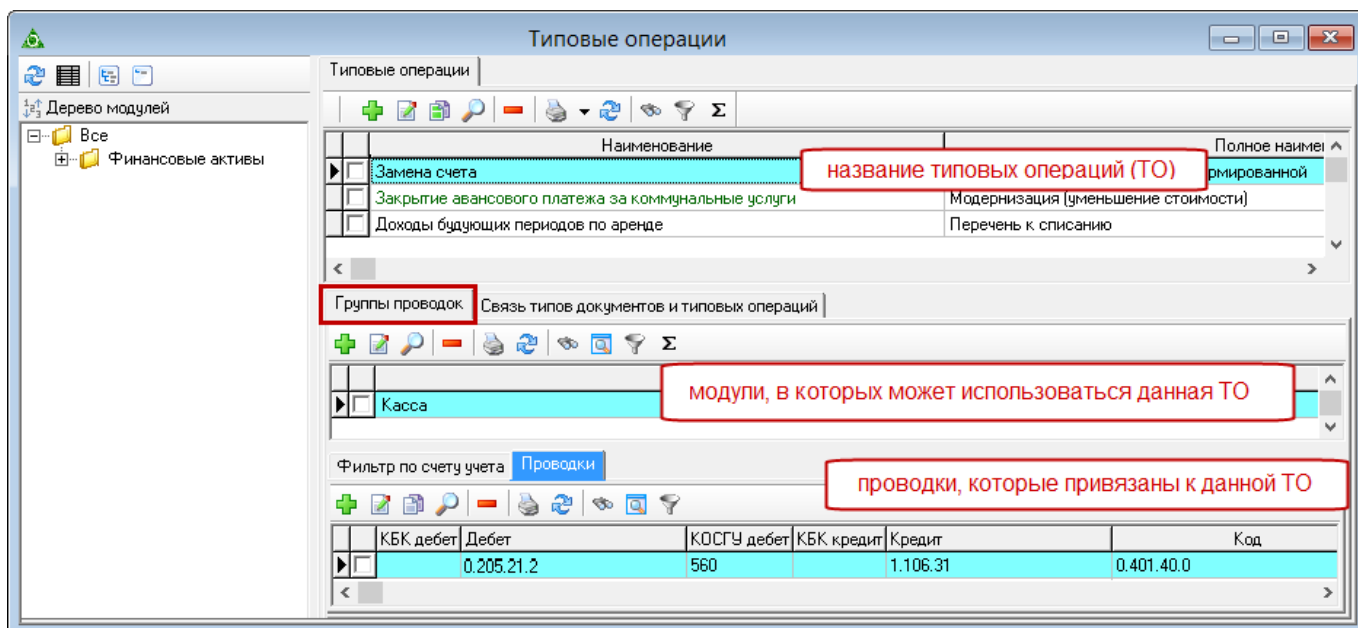 Типовые операции
Дерево модулей
Все
Финансовые активы
Типовые операции
Σ
Наименование Полное наимен
Замена счета рмированной
название типовых операций (ТО)
Закрытие авансового платежа за коммунальные услуги Модернизация (уменьшение стоимости)
Доходы будующих периодов по аренде Перечень к списанию
Группы проводок Связь типов документов и типовых операций
Σ
модули, в которых может использоваться данная ТО
Касса
Фильтр по счету учета Проводки
проводки, которые привязаны к данной ТО
КБК дебет Дебет КОСГУ дебет КБК кредит Кредит Код
0.205.21.2 560 1.106.31 0.401.40.0